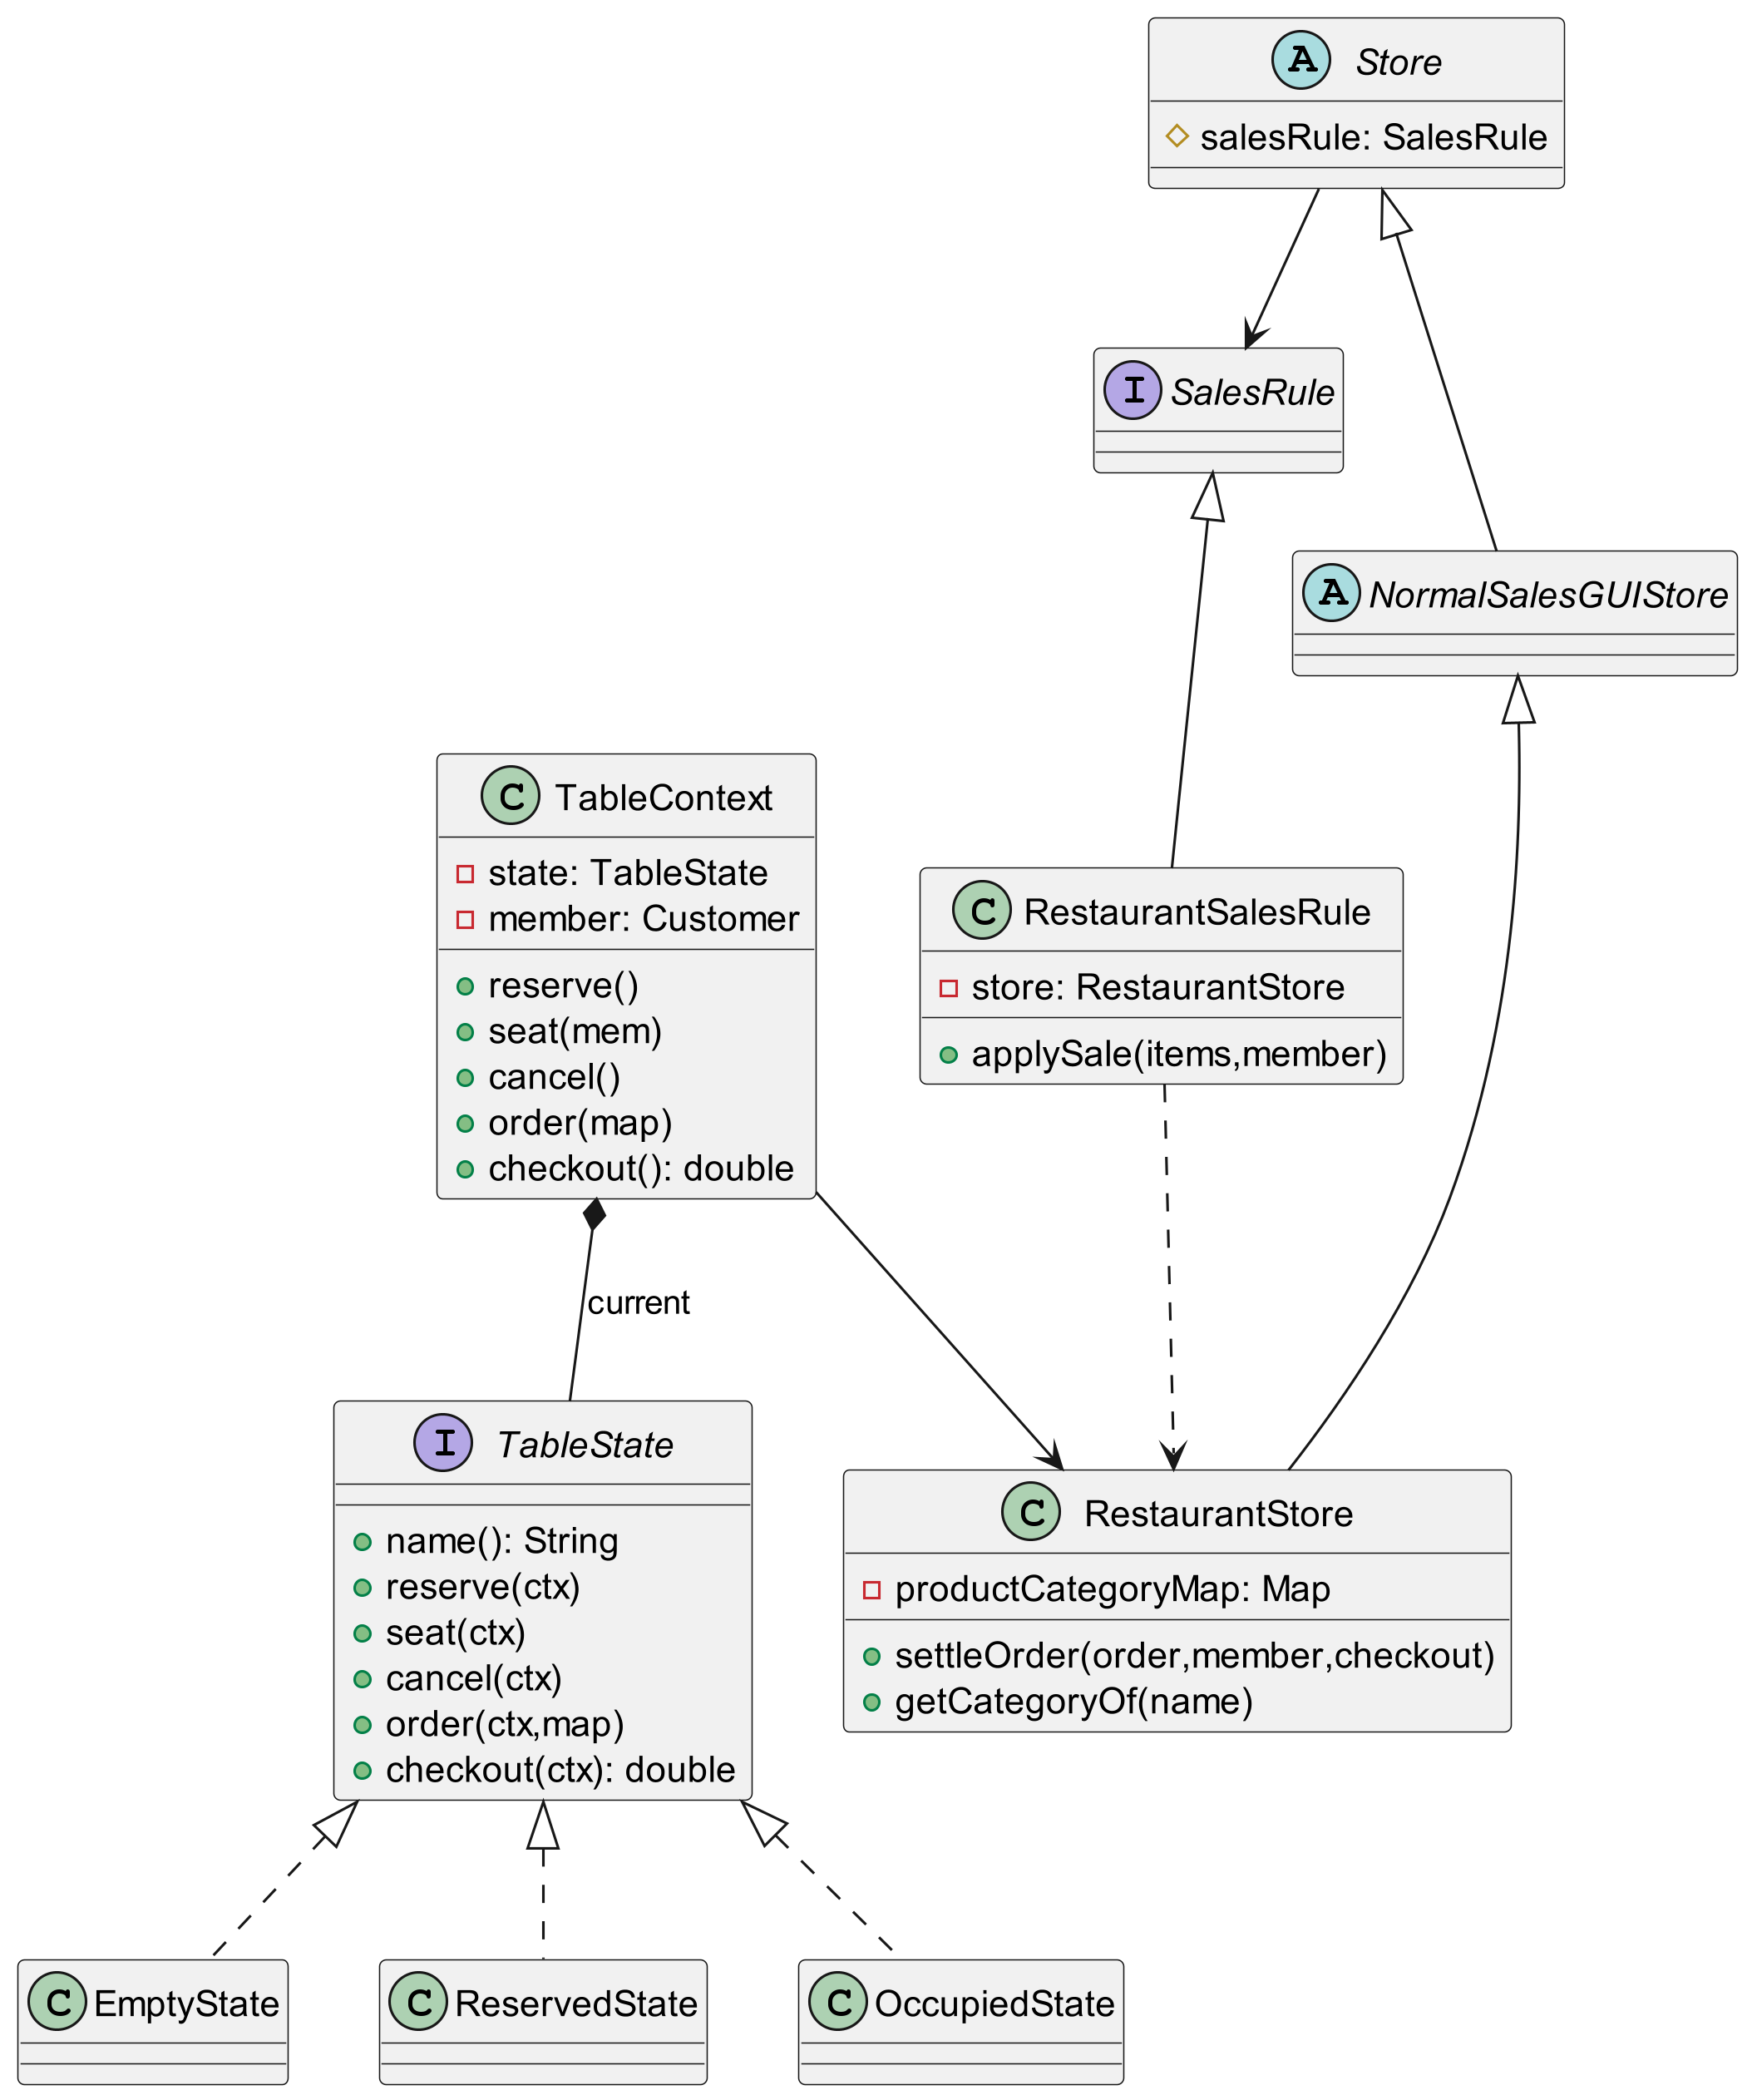 A Store
salesRule: SalesRule
I SalesRule
A NormalSalesGUIStore
C TableContext
state: TableState
member: Customer
reserve()
seat(mem)
cancel()
order(map)
checkout(): double
C RestaurantSalesRule
store: RestaurantStore
applySale(items,member)
current
I TableState
name(): String
reserve(ctx)
seat(ctx)
cancel(ctx)
order(ctx,map)
checkout(ctx): double
C RestaurantStore
productCategoryMap: Map
settleOrder(order,member,checkout)
getCategoryOf(name)
C EmptyState
C ReservedState
C OccupiedState